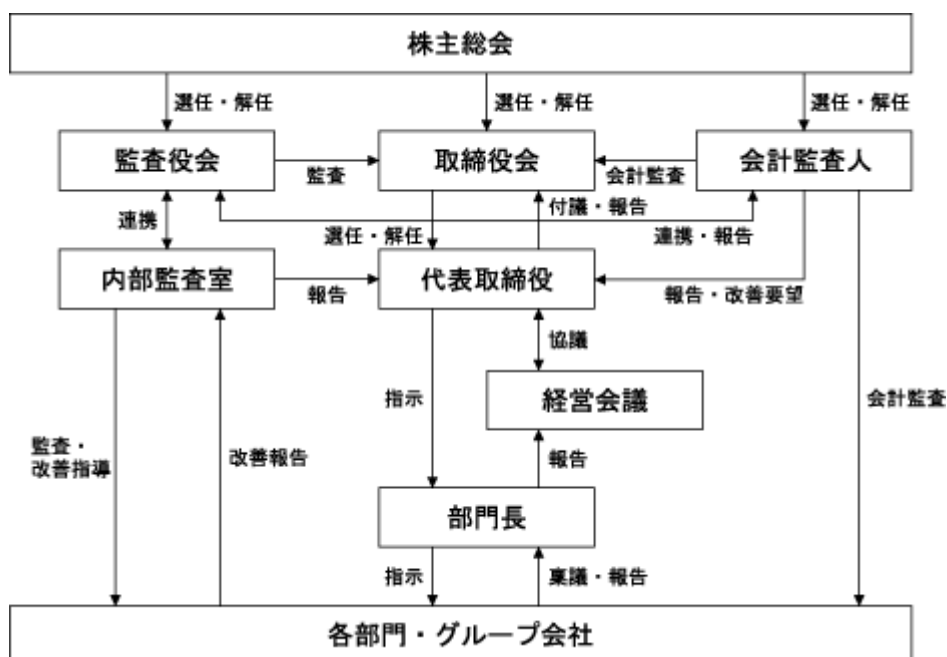 株主総会
選任・解任
選任・解任
選任・解任
監査役会
監査
取締役会
会計監査
会計監査人
連携
選任・解任
付議・報告
連携・報告
内部監査室
報告
代表取締役
報告・改善要望
協議
指示
経営会議
会計監査
監査・
改善指導
改善報告
報告
部門長
指示
稟議・報告
各部門・グループ会社